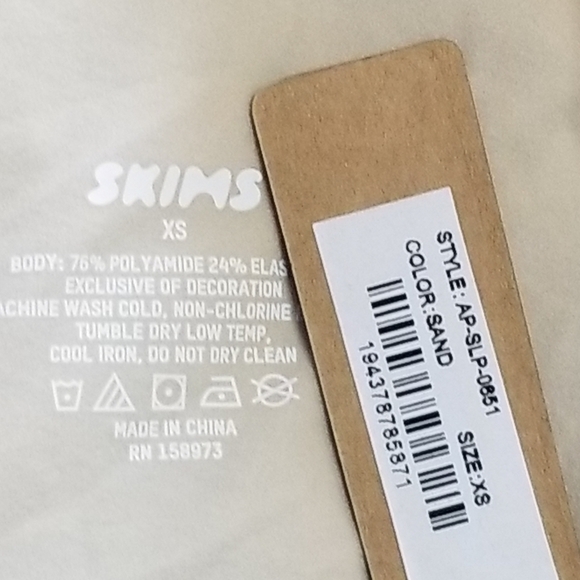 SKIMS
XS
BODY: 76% POLYAMIDE 24% ELAS
EXCLUSIVE OF DECORATION
ACHINE WASH COLD, NON-CHLORINE
TUMBLE DRY LOW TEMP,
COOL IRON, DO NOT DRY CLEAN
MADE IN CHINA
RN 158973
STYLE: AP-SLP-0851 SIZE:XS
COLOR:SAND
194378785871